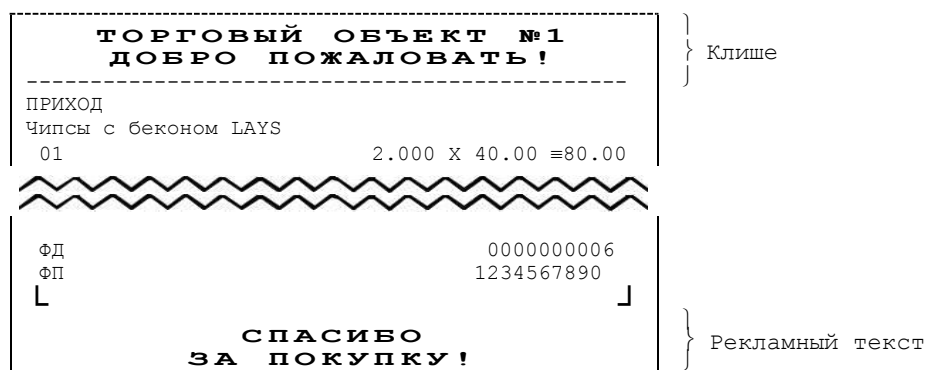 ТОРГОВЫЙ ОБЪЕКТ №1
ДОБРО ПОЖАЛОВАТЬ!
Клише
ПРИХОД
Чипсы с беконом LAYS
01 2.000 X 40.00 ≡80.00
ФД 0000000006
ФП 1234567890
СПАСИБО
ЗА ПОКУПКУ!
Рекламный текст